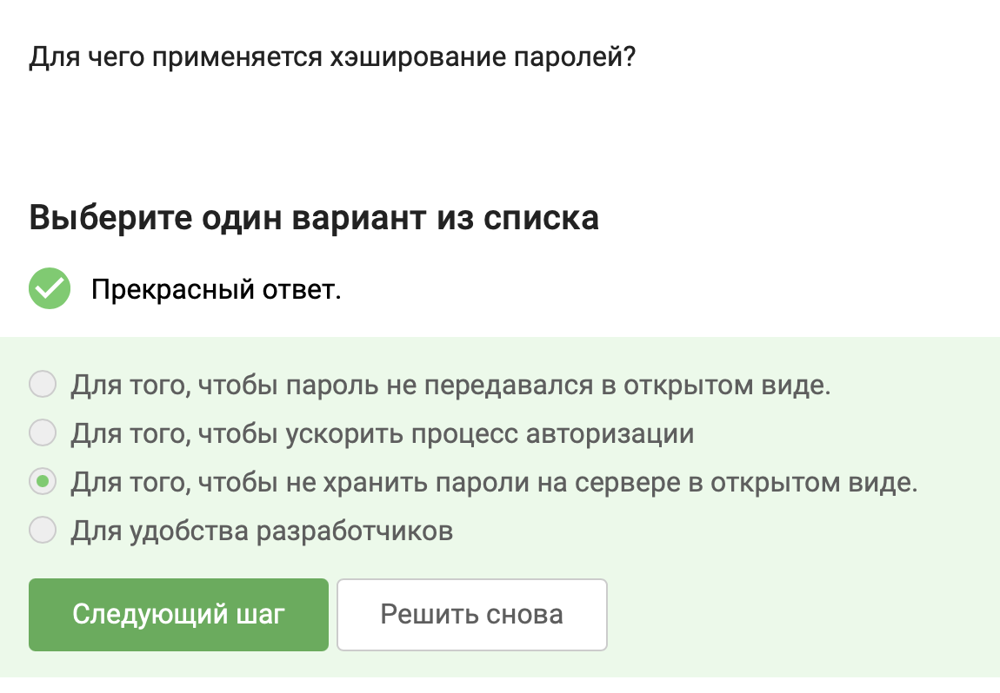 Для чего применяется хэширование паролей?
Выберите один вариант из списка
Прекрасный ответ.
Для того, чтобы пароль не передавался в открытом виде.
Для того, чтобы ускорить процесс авторизации
Для того, чтобы не хранить пароли на сервере в открытом виде.
Для удобства разработчиков
Следующий шаг
Решить снова